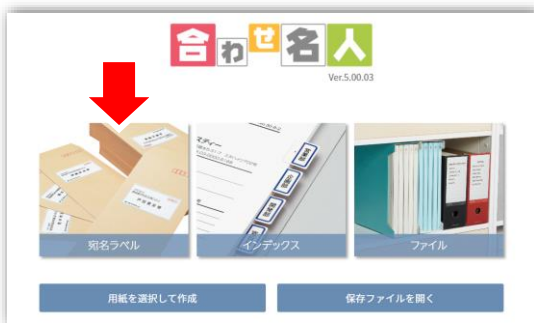 合わせ名人
Ver.5.00.03
宛名ラベル
インデックス
ファイル
用紙を選択して作成
保存ファイルを開く